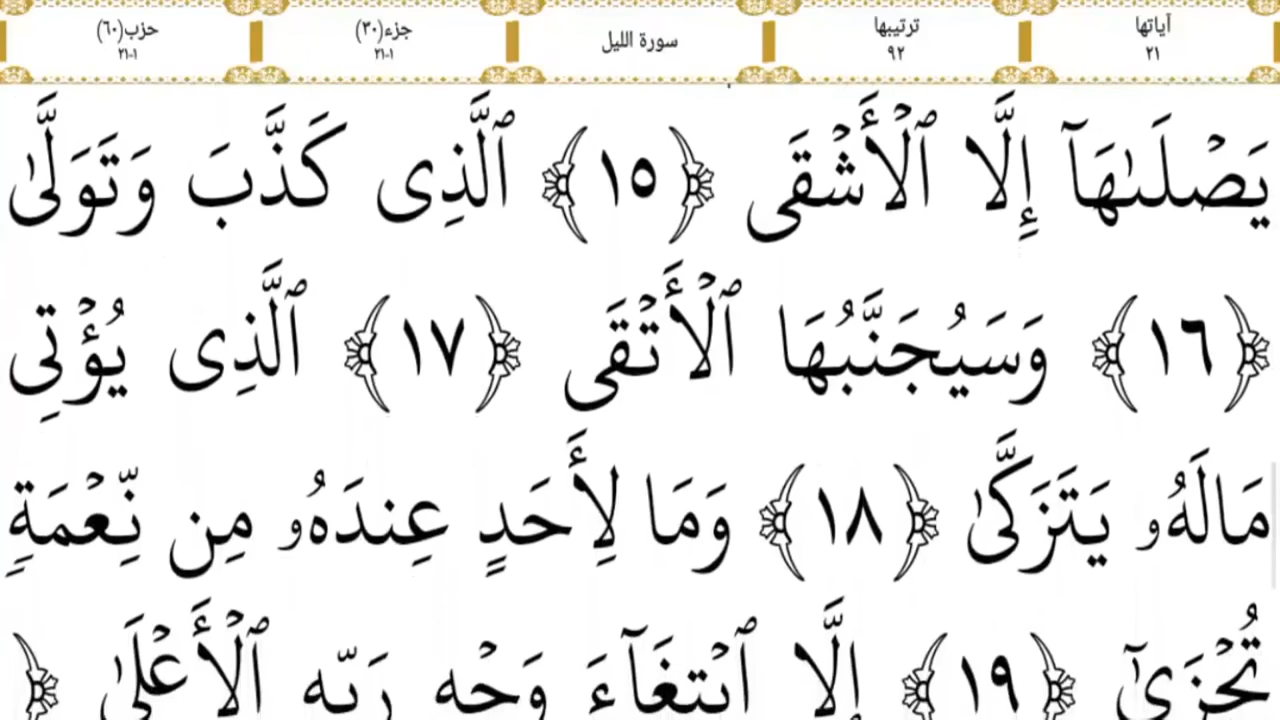 آياتها ترتيبها سورة الليل جزء(٣٠) حزب(٦٠)
٢١ ٩٢ ١-٢١ ١-٢١
يَصْلَىٰهَآ إِلَّا ٱلْأَشْقَى ﴿١٥﴾ ٱلَّذِى كَذَّبَ وَتَوَلَّىٰ
﴿١٦﴾ وَسَيُجَنَّبُهَا ٱلْأَتْقَى ﴿١٧﴾ ٱلَّذِى يُؤْتِى
مَالَهُۥ يَتَزَكَّىٰ ﴿١٨﴾ وَمَا لِأَحَدٍ عِندَهُۥ مِن نِّعْمَةٍ
تُجْزَىٰٓ ﴿١٩﴾ إِلَّا ٱبْتِغَآءَ وَجْهِ رَبِّهِ ٱلْأَعْلَىٰ ﴿